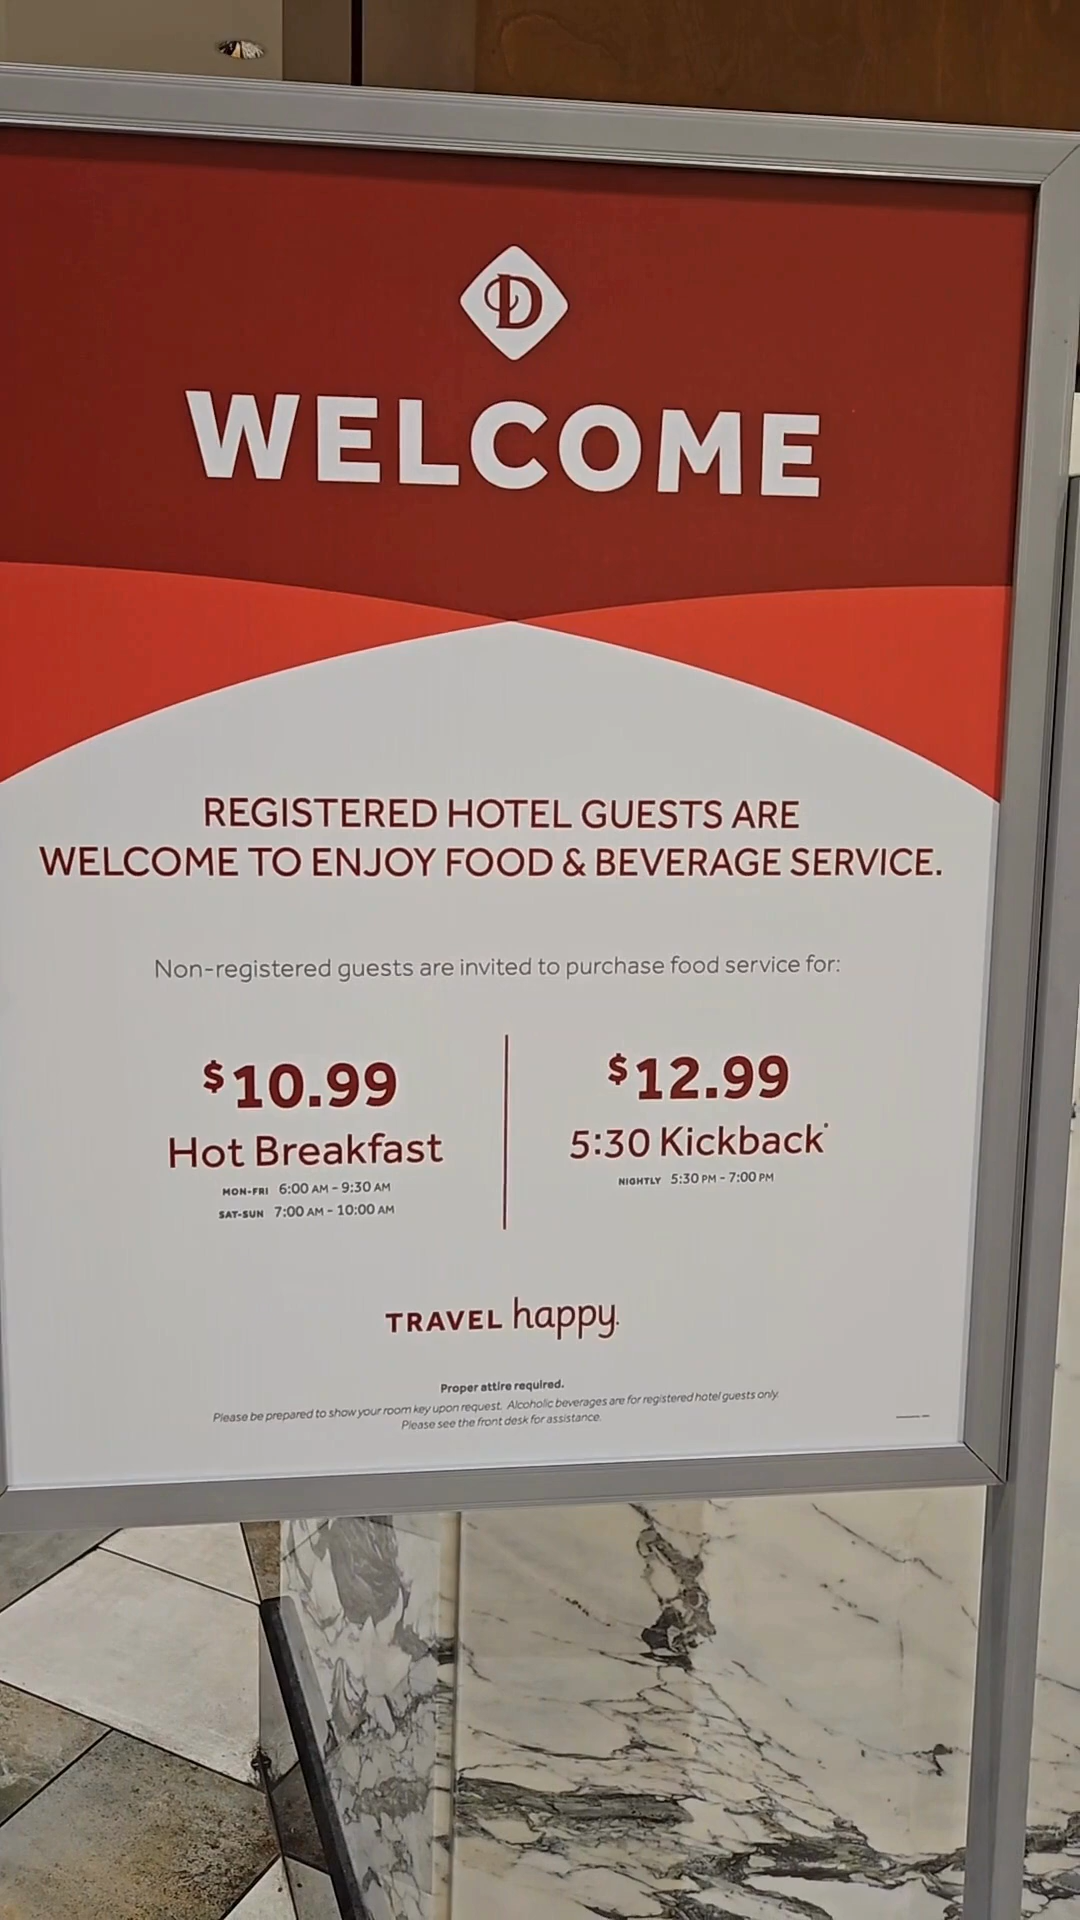 D
WELCOME
REGISTERED HOTEL GUESTS ARE
WELCOME TO ENJOY FOOD & BEVERAGE SERVICE.
Non-registered guests are invited to purchase food service for:
$10.99
Hot Breakfast
MON-FRI 6:00 AM - 9:30 AM
SAT-SUN 7:00 AM - 10:00 AM
$12.99
5:30 Kickback
NIGHTLY 5:30 PM - 7:00 PM
TRAVEL happy.
Proper attire required.
Please be prepared to show your room key upon request. Alcoholic beverages are for registered hotel guests only.
Please see the front desk for assistance.